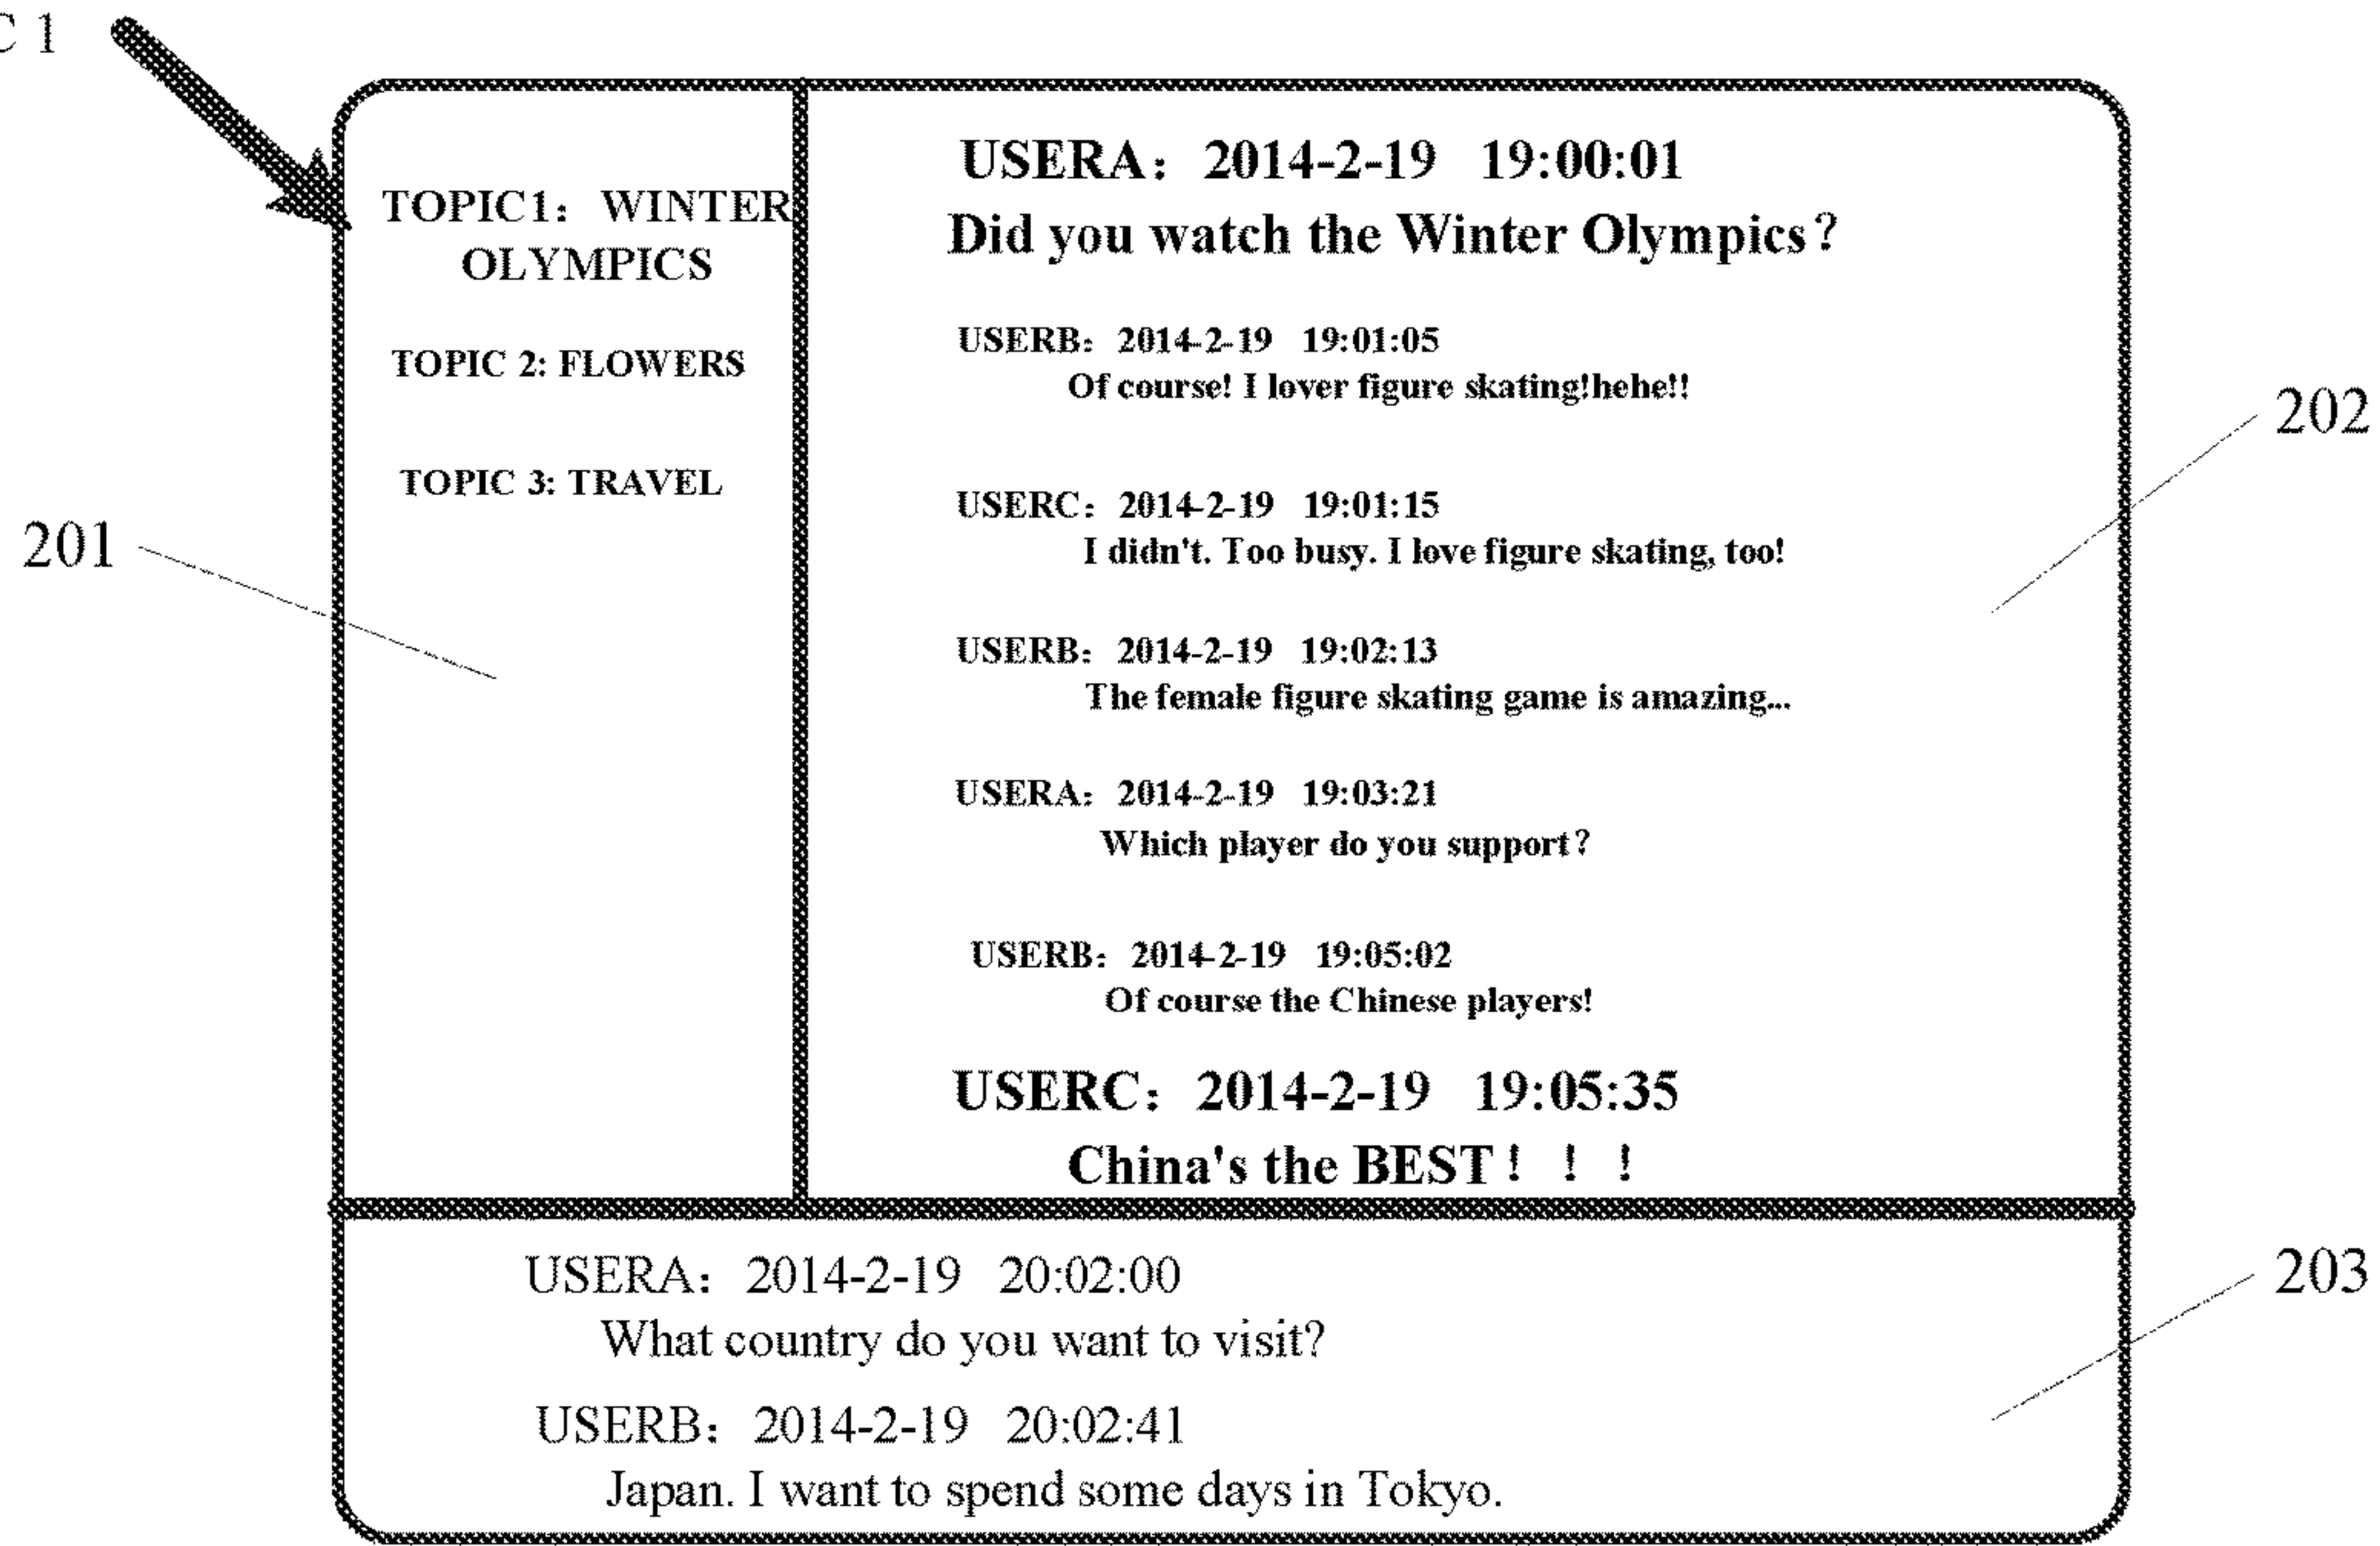 C 1
TOPIC1： WINTER
OLYMPICS
TOPIC 2: FLOWERS
TOPIC 3: TRAVEL
201
USERA： 2014-2-19 19:00:01
Did you watch the Winter Olympics？
USERB： 2014-2-19 19:01:05
Of course! I lover figure skating!hehe!!
USERC： 2014-2-19 19:01:15
I didn't. Too busy. I love figure skating, too!
USERB： 2014-2-19 19:02:13
The female figure skating game is amazing...
USERA： 2014-2-19 19:03:21
Which player do you support？
USERB： 2014-2-19 19:05:02
Of course the Chinese players!
USERC： 2014-2-19 19:05:35
China's the BEST！ ！ ！
202
USERA： 2014-2-19 20:02:00
What country do you want to visit?
USERB： 2014-2-19 20:02:41
Japan. I want to spend some days in Tokyo.
203